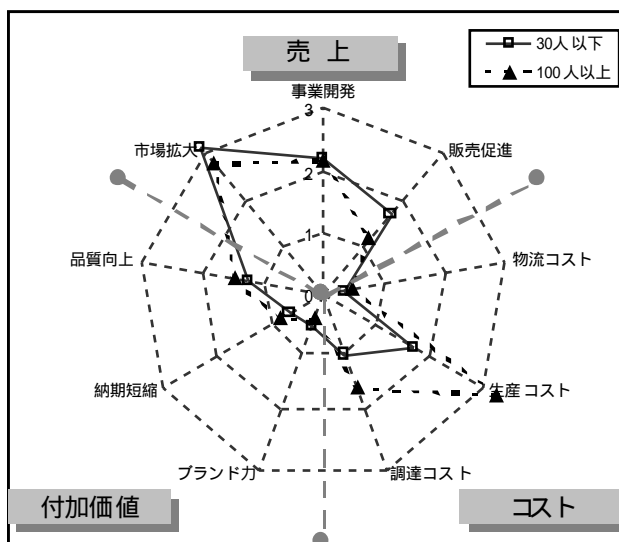 売 上
30人以下
100人以上
事業開発
3
市場拡大
販売促進
2
品質向上
1
物流コスト
0
納期短縮
生産コスト
ブランド力
調達コスト
付加価値
コスト